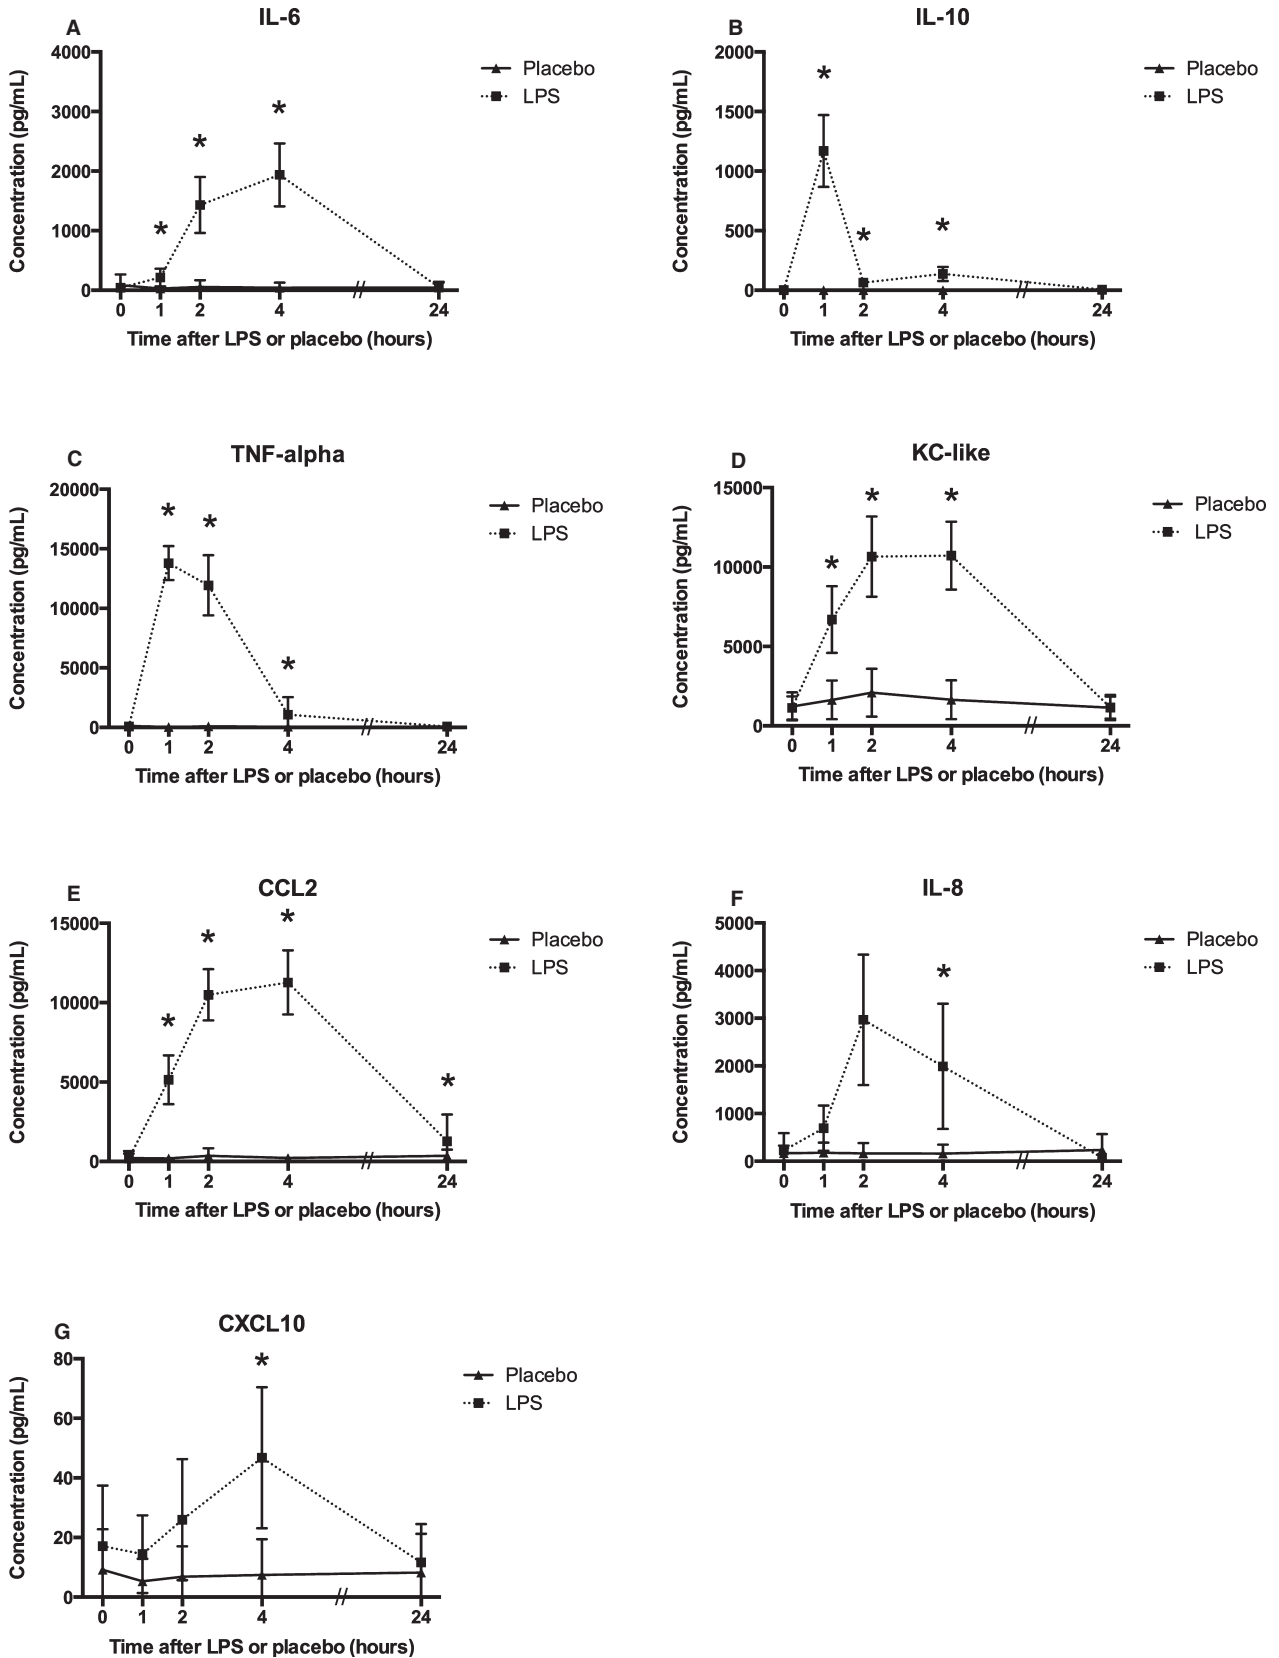 A
IL-6
Concentration (pg/mL)
4000
3000
2000
1000
0
*
*
*
Placebo
LPS
//
0 1 2 4 24
Time after LPS or placebo (hours)
B
IL-10
Concentration (pg/mL)
2000
1500
1000
500
0
*
*
*
Placebo
LPS
//
0 1 2 4 24
Time after LPS or placebo (hours)
C
TNF-alpha
Concentration (pg/mL)
20000
15000
10000
5000
0
*
*
*
Placebo
LPS
//
0 1 2 4 24
Time after LPS or placebo (hours)
D
KC-like
Concentration (pg/mL)
15000
10000
5000
0
*
*
*
Placebo
LPS
//
0 1 2 4 24
Time after LPS or placebo (hours)
E
CCL2
Concentration (pg/mL)
15000
10000
5000
0
*
*
*
*
Placebo
LPS
//
0 1 2 4 24
Time after LPS or placebo (hours)
F
IL-8
Concentration (pg/mL)
5000
4000
3000
2000
1000
0
*
Placebo
LPS
//
0 1 2 4 24
Time after LPS or placebo (hours)
G
CXCL10
Concentration (pg/mL)
80
60
40
20
0
*
Placebo
LPS
//
0 1 2 4 24
Time after LPS or placebo (hours)